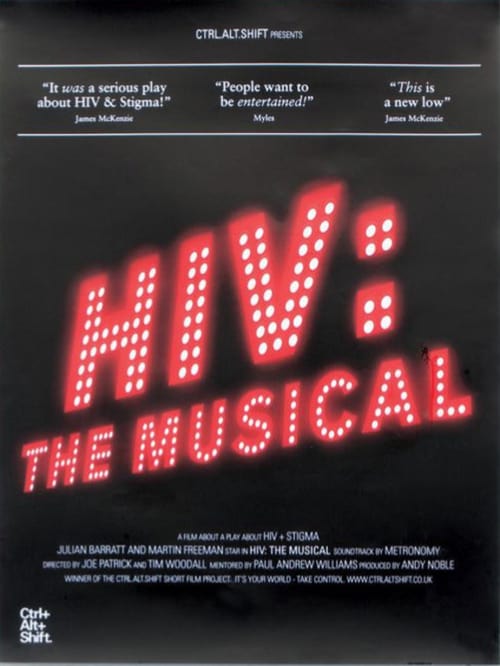 CTRL.ALT.SHIFT PRESENTS
“It was a serious play
about HIV & Stigma!”
James McKenzie
“People want to
be entertained!”
Myles
“This is
a new low”
James McKenzie
HIV:
THE MUSICAL
A FILM ABOUT A PLAY ABOUT HIV + STIGMA
JULIAN BARRATT AND MARTIN FREEMAN STAR IN HIV: THE MUSICAL SOUNDTRACK BY METRONOMY
DIRECTED BY JOE PATRICK AND TIM WOODALL MENTORED BY PAUL ANDREW WILLIAMS PRODUCED BY ANDY NOBLE
WINNER OF THE CTRL.ALT.SHIFT SHORT FILM PROJECT. IT'S YOUR WORLD - TAKE CONTROL WWW.CTRLALTSHIFT.CO.UK
Ctrl+
Alt+
Shift.